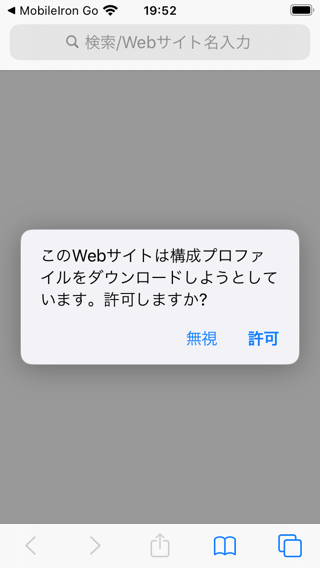 ◀ MobileIron Go 19:52
検索/Webサイト名入力
このWebサイトは構成プロファ
イルをダウンロードしようとして
います。許可しますか?
無視 許可